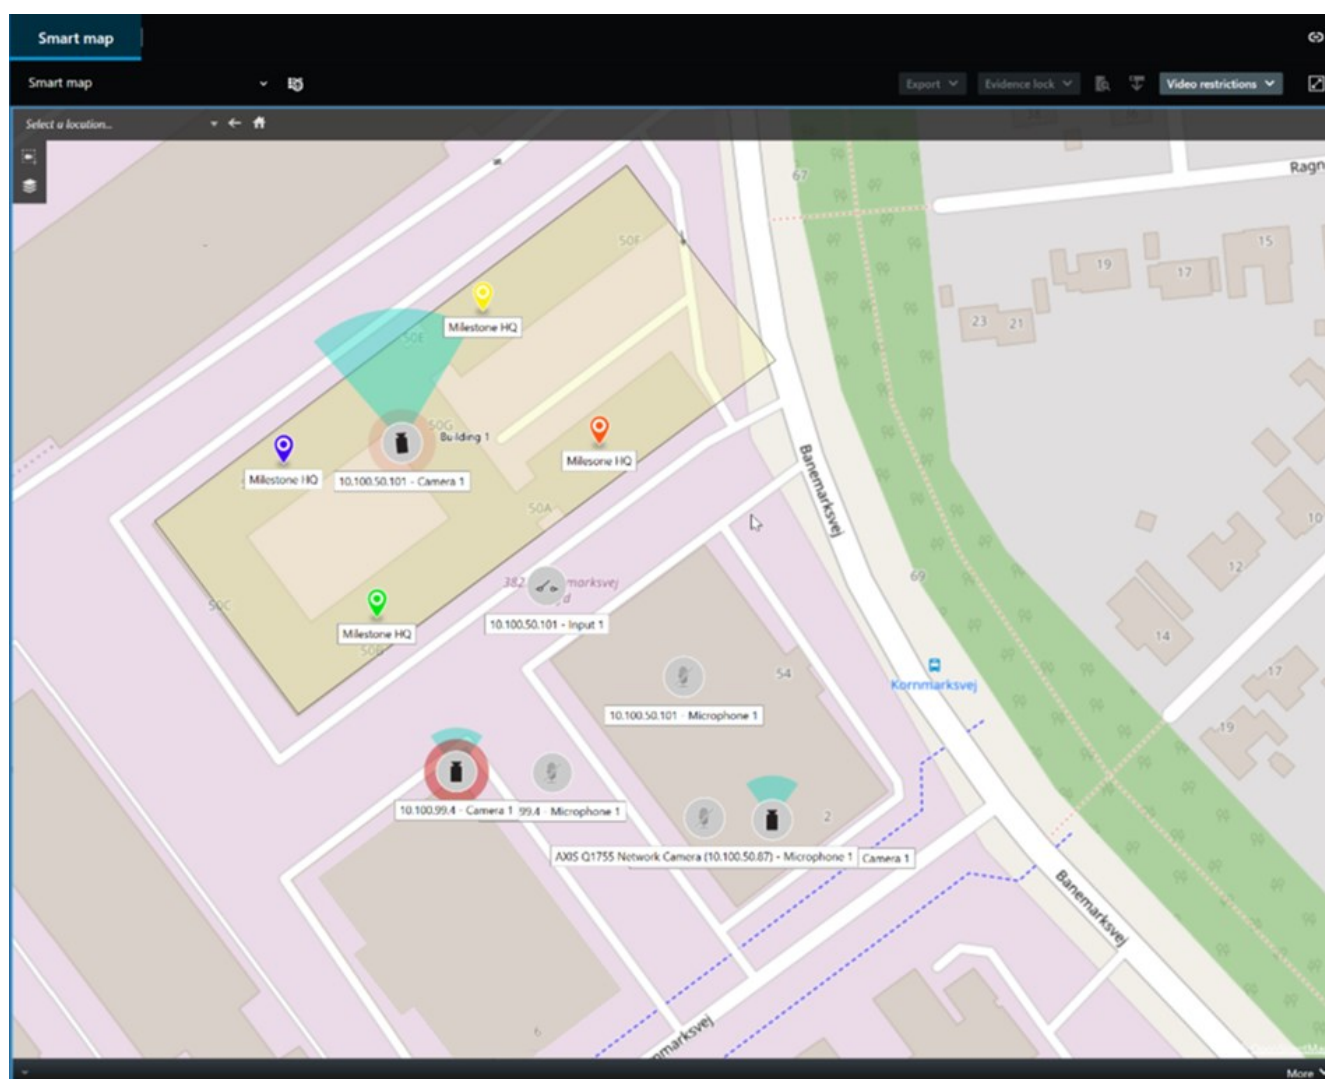 Smart map
Smart map
Export
Evidence lock
Video restrictions
Select a location...
67
Ragn
50F
15
19
17
Milestone HQ
23
21
50E
50G
Building 1
Milesone HQ
Milestone HQ
10.100.50.101 - Camera 1
Banemarksvej
50A
10
12
69
382
morksvej
10.100.50.101 - Input 1
50C
Milestone HQ
50B
14
54
Kornmarksvej
17
10.100.50.101 - Microphone 1
19
10.100.99.4 - Camera 1
99.4 - Microphone 1
2
AXIS Q1755 Network Camera (10.100.50.87) - Microphone 1
Camera 1
Banemarksvej
6
nmarksvej
More